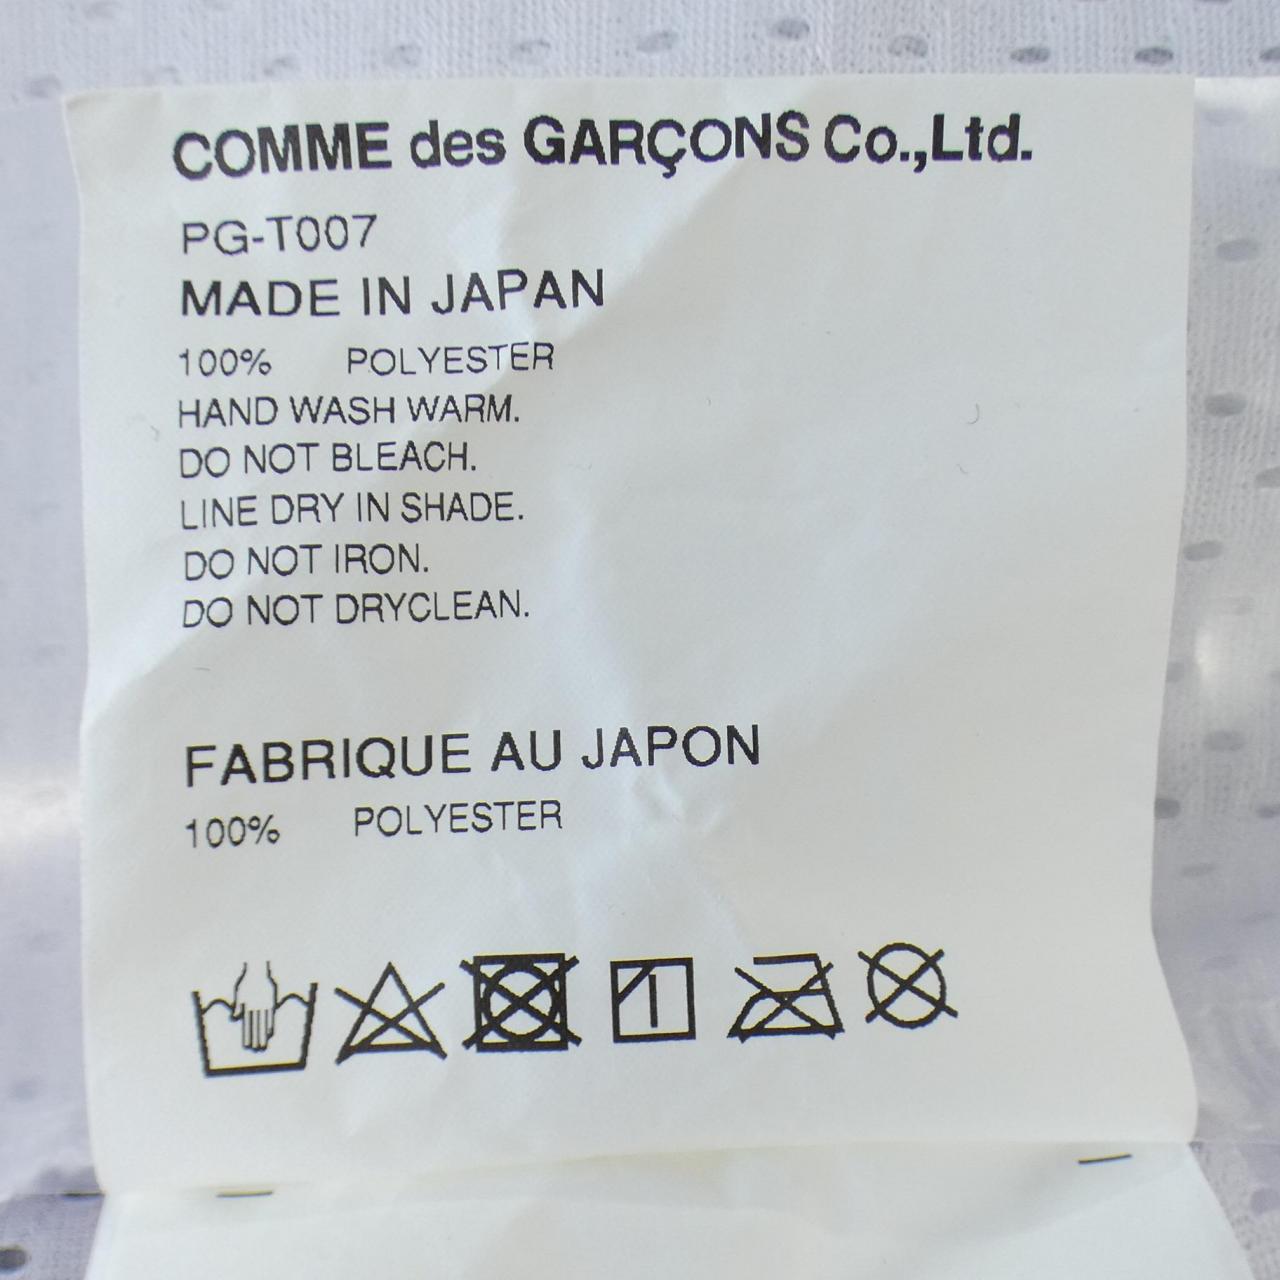 COMME des GARÇONS Co.,Ltd.
PG-T007
MADE IN JAPAN
100% POLYESTER
HAND WASH WARM.
DO NOT BLEACH.
LINE DRY IN SHADE.
DO NOT IRON.
DO NOT DRYCLEAN.
FABRIQUE AU JAPON
100% POLYESTER